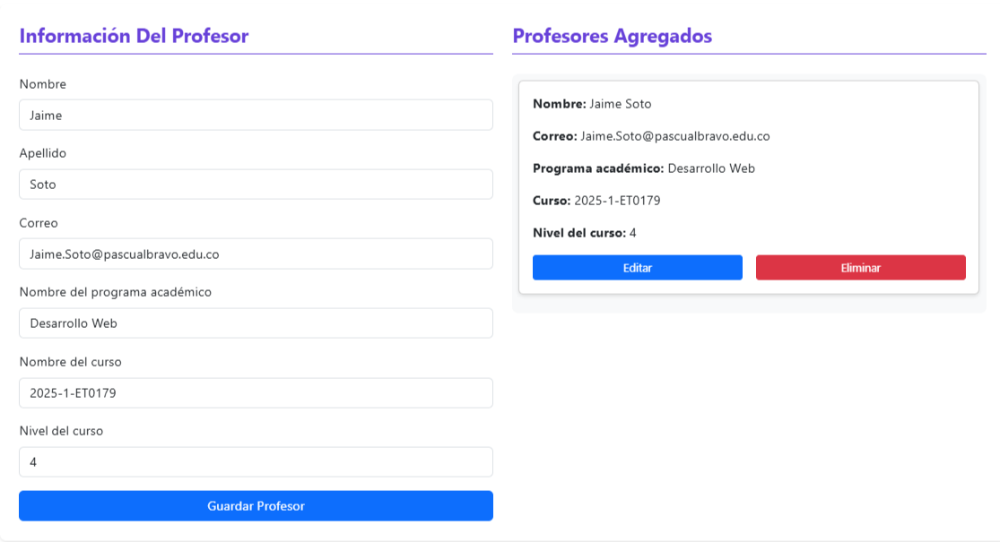 Información Del Profesor
Nombre
Jaime
Apellido
Soto
Correo
Jaime.Soto@pascualbravo.edu.co
Nombre del programa académico
Desarrollo Web
Nombre del curso
2025-1-ET0179
Nivel del curso
4
Guardar Profesor
Profesores Agregados
Nombre: Jaime Soto
Correo: Jaime.Soto@pascualbravo.edu.co
Programa académico: Desarrollo Web
Curso: 2025-1-ET0179
Nivel del curso: 4
Editar
Eliminar